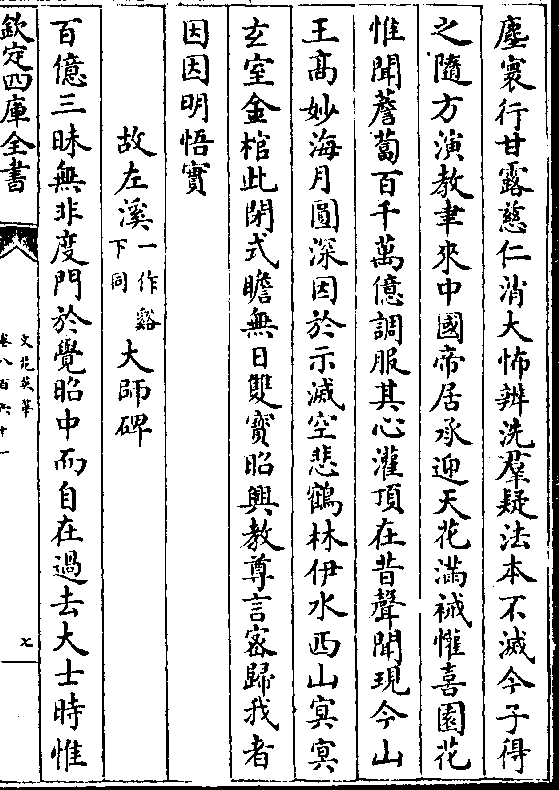 塵寰行甘露慈仁消大怖辨洗羣疑法本不滅今子得
之隨方演教聿來中國帝居承迎天花滿裓惟喜園花
惟聞薝蔔百千萬億調服其心灌頂在昔聲聞現今山
王髙妙海月圓深因於示滅空悲鶴林伊水西山㝠㝠
玄室金棺此閉式瞻無日雙寳昭興教尊言宻歸我者
因因明悟實
故左溪一作谿下同大師碑
百億三昧無非度門於覺昭中而自在過去大士時惟
欽定四庫全書
文苑英華
卷八百六十一
七